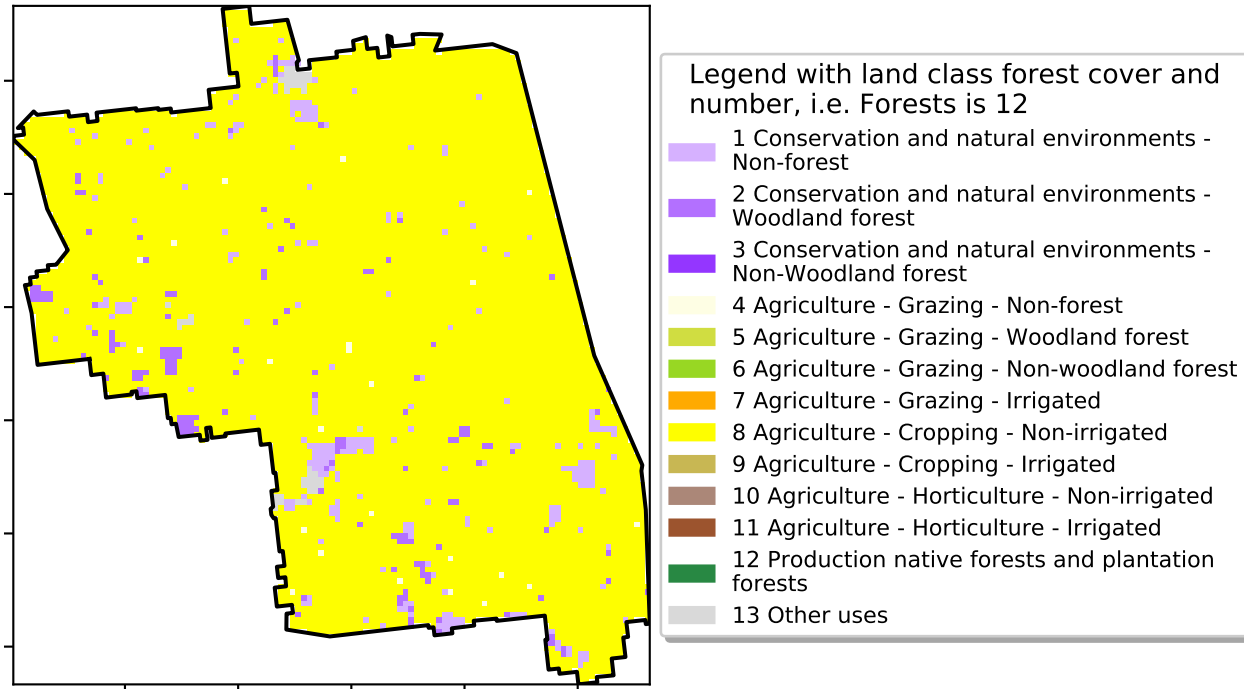 Legend with land class forest cover and
number, i.e. Forests is 12
1 Conservation and natural environments -
Non-forest
2 Conservation and natural environments -
Woodland forest
3 Conservation and natural environments -
Non-Woodland forest
4 Agriculture - Grazing - Non-forest
5 Agriculture - Grazing - Woodland forest
6 Agriculture - Grazing - Non-woodland forest
7 Agriculture - Grazing - Irrigated
8 Agriculture - Cropping - Non-irrigated
9 Agriculture - Cropping - Irrigated
10 Agriculture - Horticulture - Non-irrigated
11 Agriculture - Horticulture - Irrigated
12 Production native forests and plantation
forests
13 Other uses